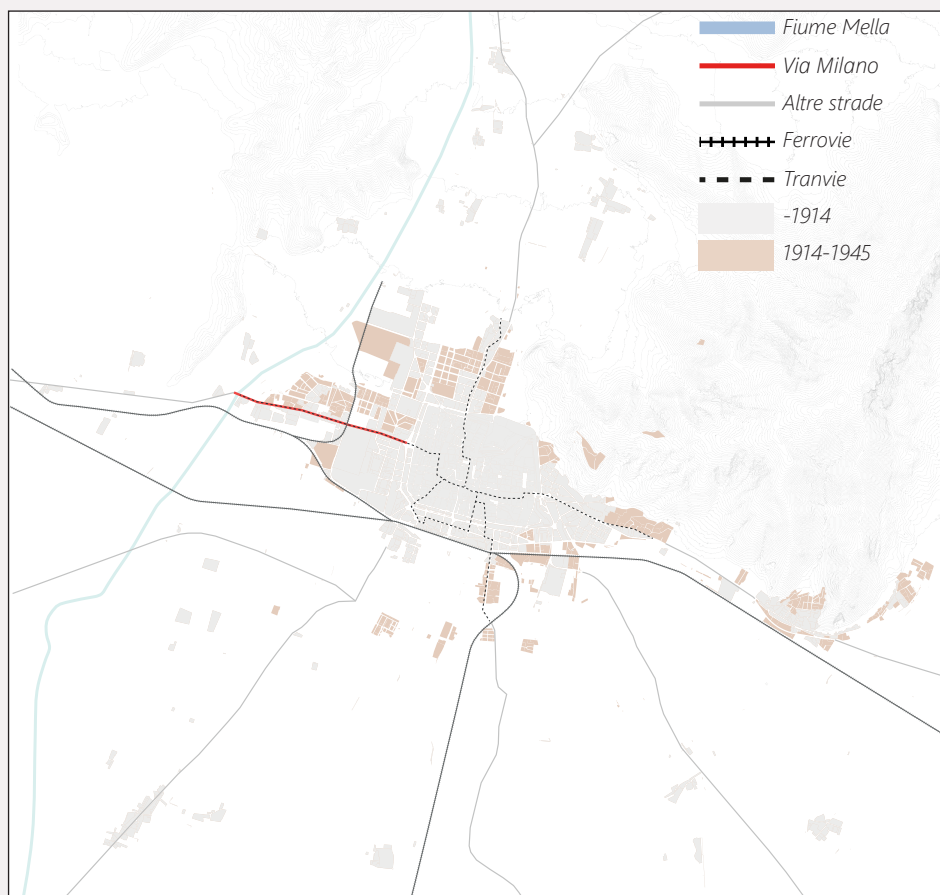 Fiume Mella
Via Milano
Altre strade
Ferrovie
Tranvie
-1914
1914-1945